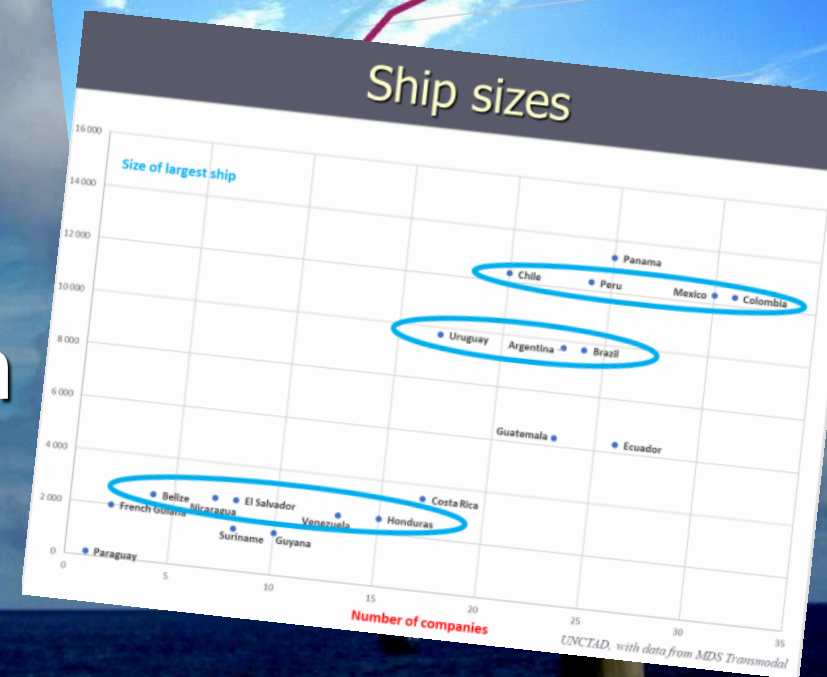 Ship sizes
16 000
Size of largest ship
14 000
12 000
10 000
8 000
6 000
4 000
2 000
0
Panama
Chile
Peru
Mexico
Colombia
Uruguay
Argentina
Brazil
Guatemala
Ecuador
Belize
Nicaragua
El Salvador
Costa Rica
French Guiana
Venezuela
Honduras
Suriname
Guyana
Paraguay
0
5
10
15
20
25
30
35
Number of companies
UNCTAD, with data from MDS Transmodal